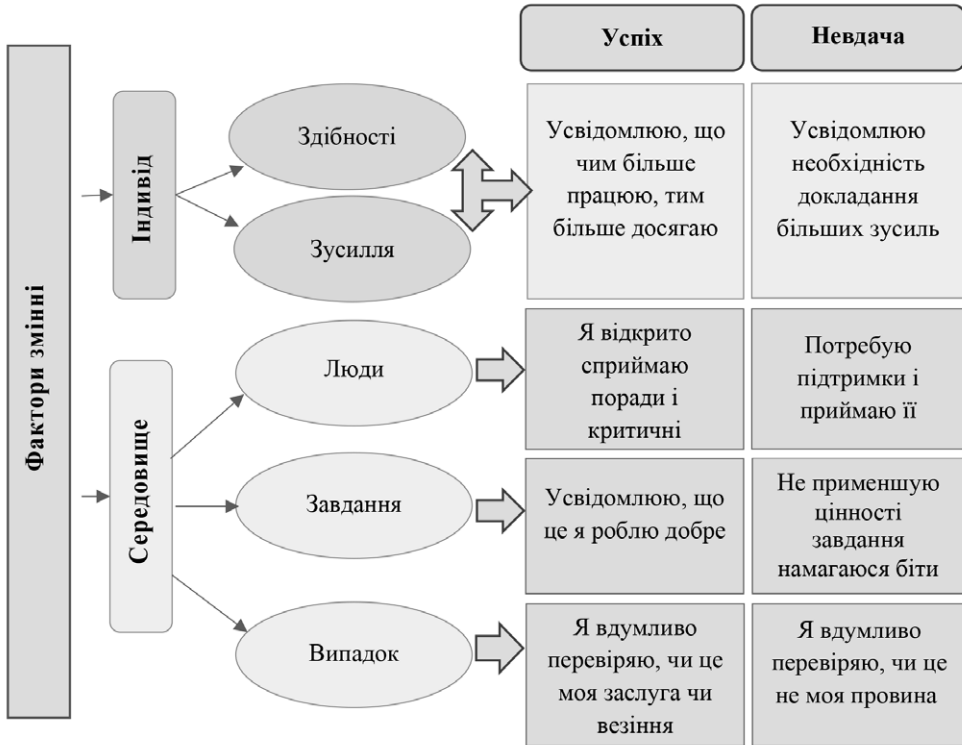 Успіх
Невдача
Фактори змінні
Індивід
Здібності
Зусилля
Усвідомлюю, що
чим більше
працюю, тим
більше досягаю
Усвідомлюю
необхідність
докладання
більших зусиль
Середовище
Люди
Я відкрито
сприймаю
поради і
критичні
Потребую
підтримки і
приймаю її
Завдання
Усвідомлюю, що
це я роблю добре
Не применшую
цінності
завдання
намагаюся біти
Випадок
Я вдумливо
перевіряю, чи це
моя заслуга чи
везіння
Я вдумливо
перевіряю, чи це
не моя провина